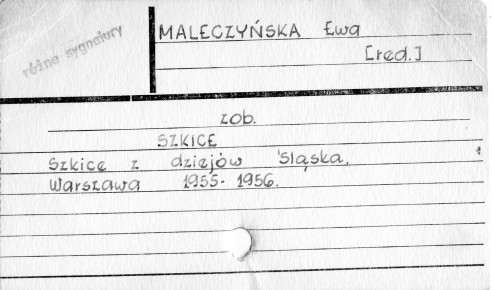 różne sygnatury
MALECZYŃSKA Ewa
[red.]
zob.
SZKICE
Szkice z dziejów Śląska.
Warszawa 1955-1956.